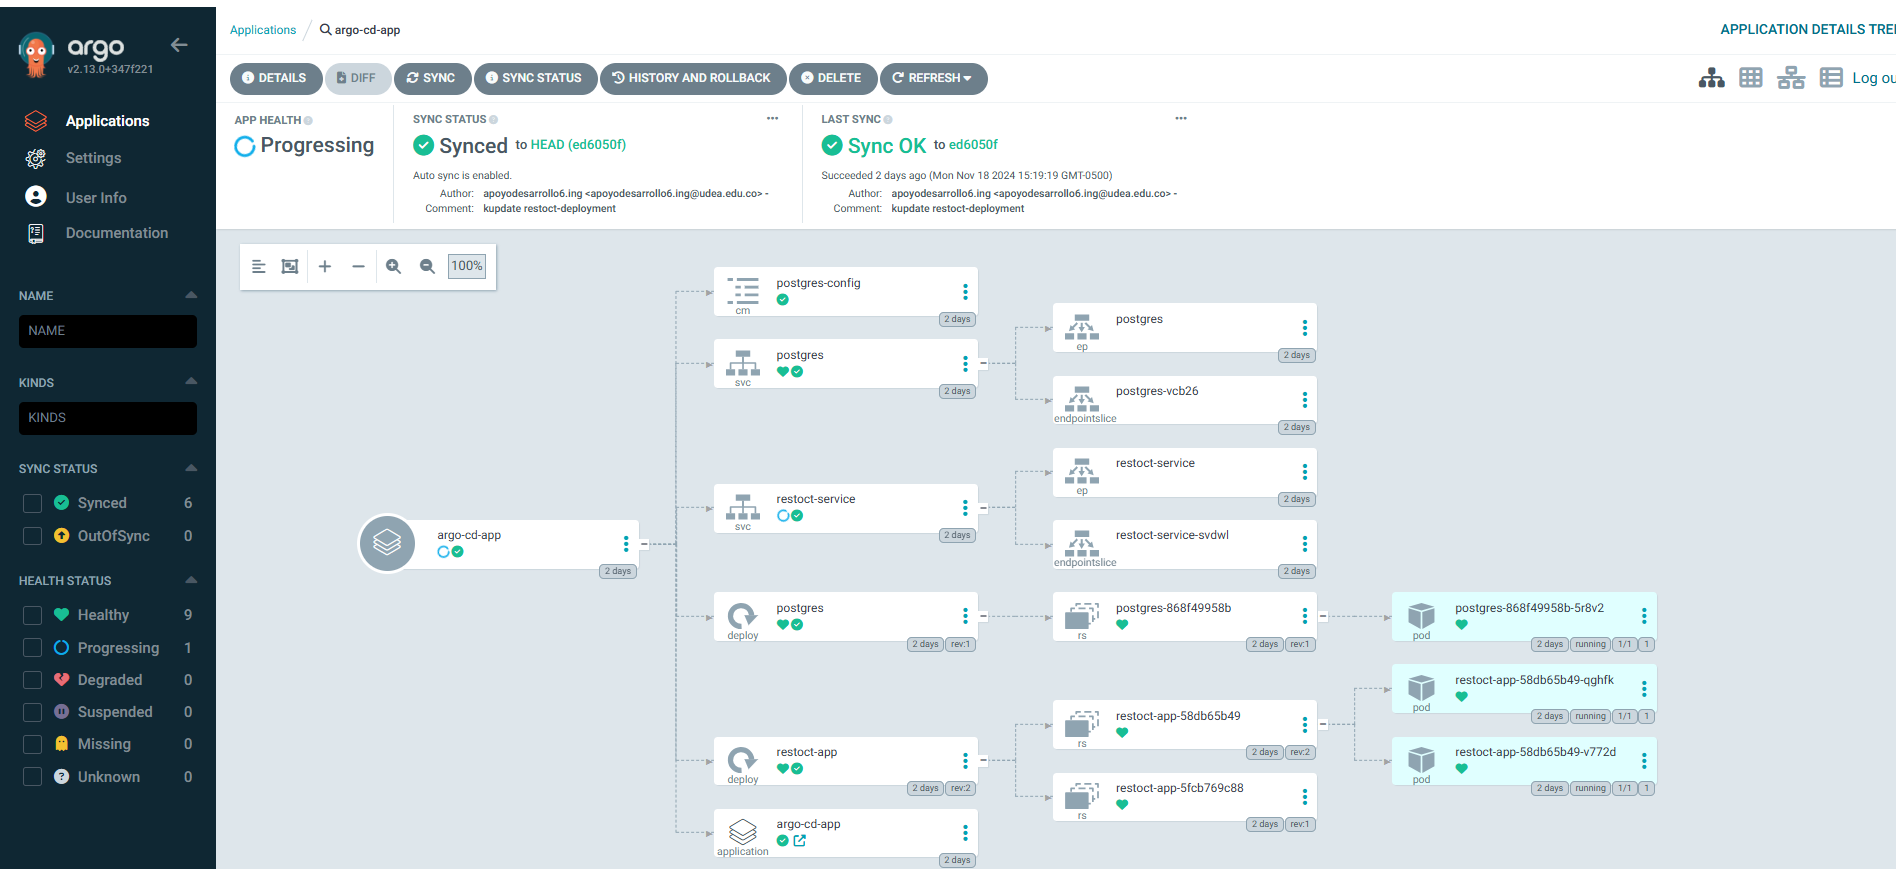 argo
v2.13.0+347f221
Applications
Settings
User Info
Documentation
NAME
NAME
KINDS
KINDS
SYNC STATUS
Synced 6
OutOfSync 0
HEALTH STATUS
Healthy 9
Progressing 1
Degraded 0
Suspended 0
Missing 0
Unknown 0
Applications / argo-cd-app
APPLICATION DETAILS TREE
DETAILS DIFF SYNC SYNC STATUS HISTORY AND ROLLBACK DELETE REFRESH
Log ou
APP HEALTH
Progressing
SYNC STATUS
Synced to HEAD (ed6050f)
Auto sync is enabled.
Author: apoyodesarrollo6.ing <apoyodesarrollo6.ing@udea.edu.co> -
Comment: kupdate restoct-deployment
LAST SYNC
Sync OK to ed6050f
Succeeded 2 days ago (Mon Nov 18 2024 15:19:19 GMT-0500)
Author: apoyodesarrollo6.ing <apoyodesarrollo6.ing@udea.edu.co> -
Comment: kupdate restoct-deployment
100%
argo-cd-app
2 days
postgres-config
cm
2 days
postgres
svc
2 days
postgres
ep
2 days
postgres-vcb26
endpointslice
2 days
restoct-service
svc
2 days
restoct-service
ep
2 days
restoct-service-svdwl
endpointslice
2 days
postgres
deploy
2 days rev:1
postgres-868f49958b
rs
2 days rev:1
postgres-868f49958b-5r8v2
pod
2 days running 1/1 1
restoct-app
deploy
2 days rev:2
restoct-app-58db65b49
rs
2 days rev:2
restoct-app-58db65b49-qghfk
pod
2 days running 1/1 1
restoct-app-58db65b49-v772d
pod
2 days running 1/1 1
restoct-app-5fcb769c88
rs
2 days rev:1
argo-cd-app
application
2 days